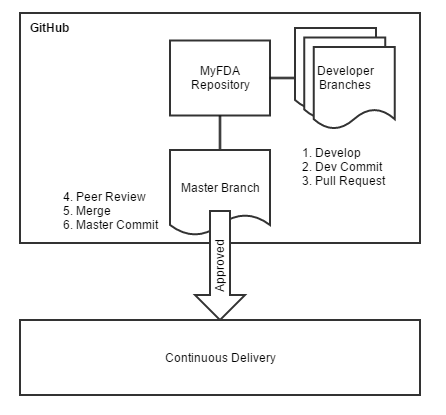 GitHub
MyFDA
Repository
Developer
Branches
1. Develop
2. Dev Commit
3. Pull Request
Master Branch
4. Peer Review
5. Merge
6. Master Commit
Approved
Continuous Delivery